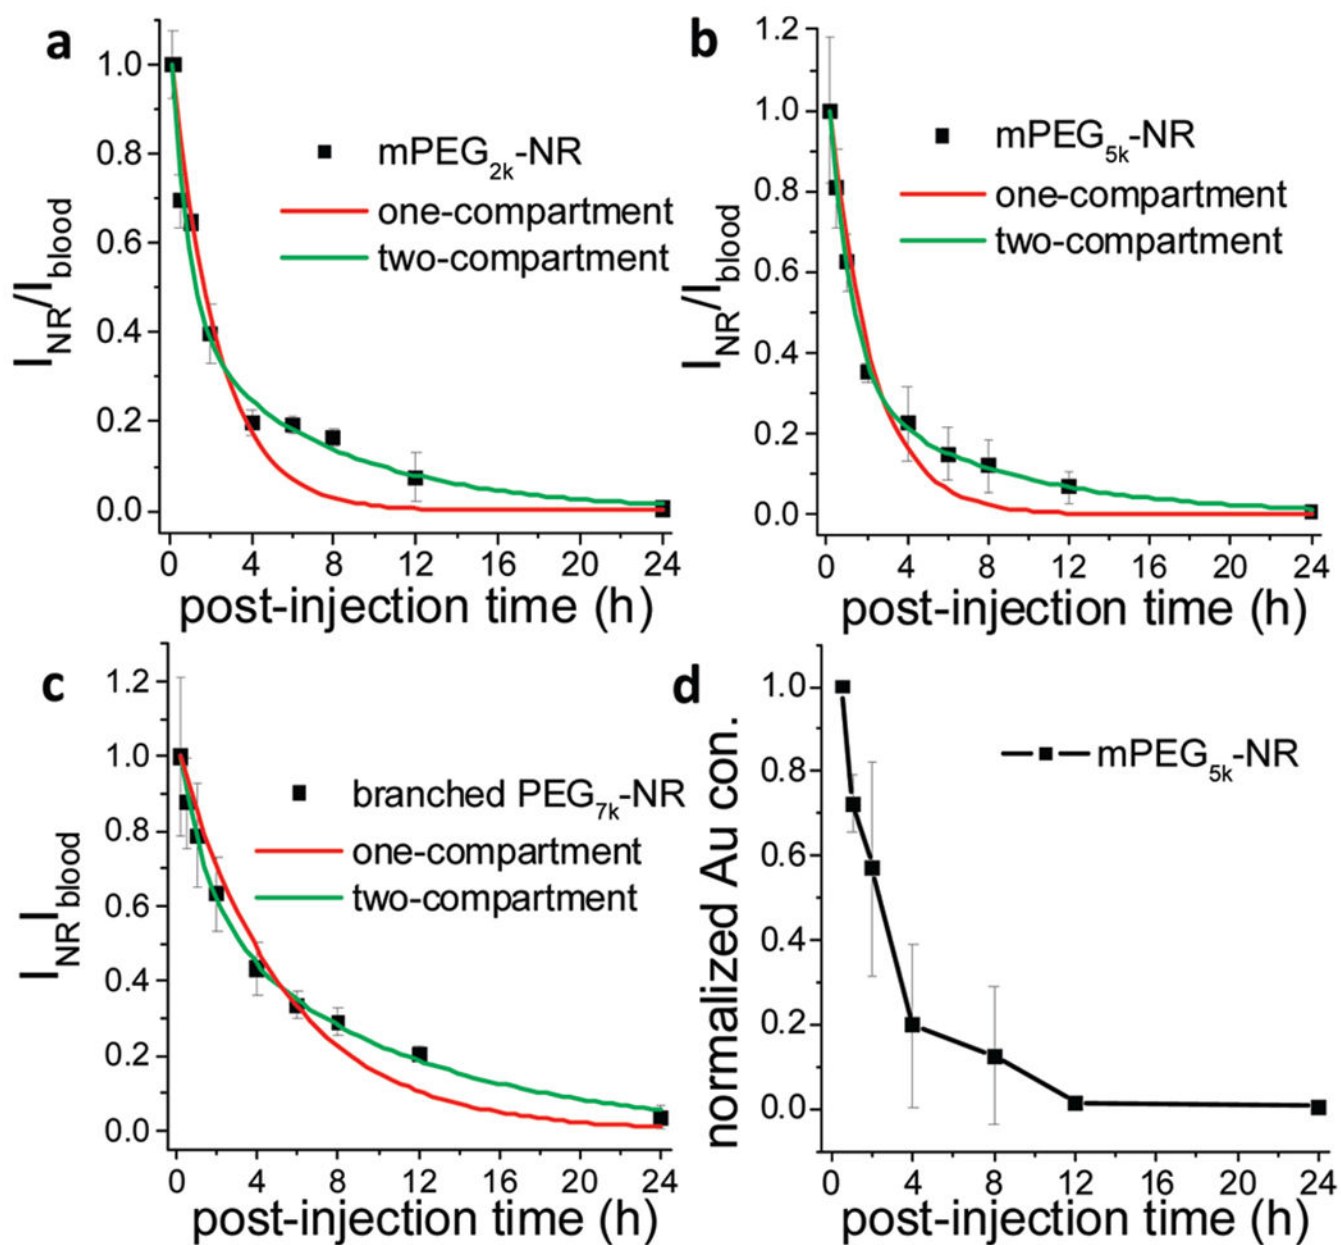 a
1.0
0.8
0.6
0.4
0.2
0.0
I_NR/I_blood
mPEG_2k-NR
one-compartment
two-compartment
0 4 8 12 16 20 24
post-injection time (h)
b
1.2
1.0
0.8
0.6
0.4
0.2
0.0
I_NR/I_blood
mPEG_5k-NR
one-compartment
two-compartment
0 4 8 12 16 20 24
post-injection time (h)
c
1.2
1.0
0.8
0.6
0.4
0.2
0.0
I_NR I_blood
branched PEG_7k-NR
one-compartment
two-compartment
0 4 8 12 16 20 24
post-injection time (h)
d
1.0
0.8
0.6
0.4
0.2
0.0
normalized Au con.
mPEG_5k-NR
0 4 8 12 16 20 24
post-injection time (h)